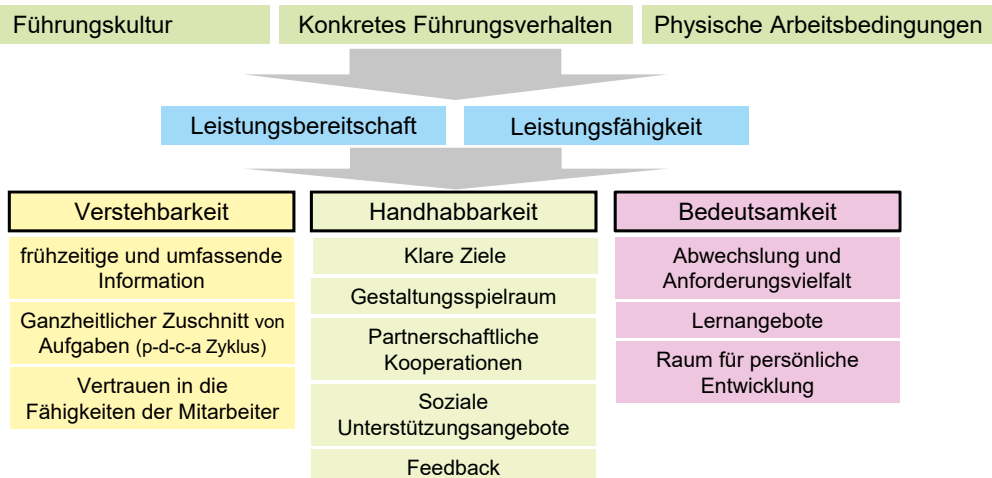 Führungskultur
Konkretes Führungsverhalten
Physische Arbeitsbedingungen
Leistungsbereitschaft
Leistungsfähigkeit
Verstehbarkeit
frühzeitige und umfassende
Information
Ganzheitlicher Zuschnitt von
Aufgaben (p-d-c-a Zyklus)
Vertrauen in die
Fähigkeiten der Mitarbeiter
Handhabbarkeit
Klare Ziele
Gestaltungsspielraum
Partnerschaftliche
Kooperationen
Soziale
Unterstützungsangebote
Feedback
Bedeutsamkeit
Abwechslung und
Anforderungsvielfalt
Lernangebote
Raum für persönliche
Entwicklung